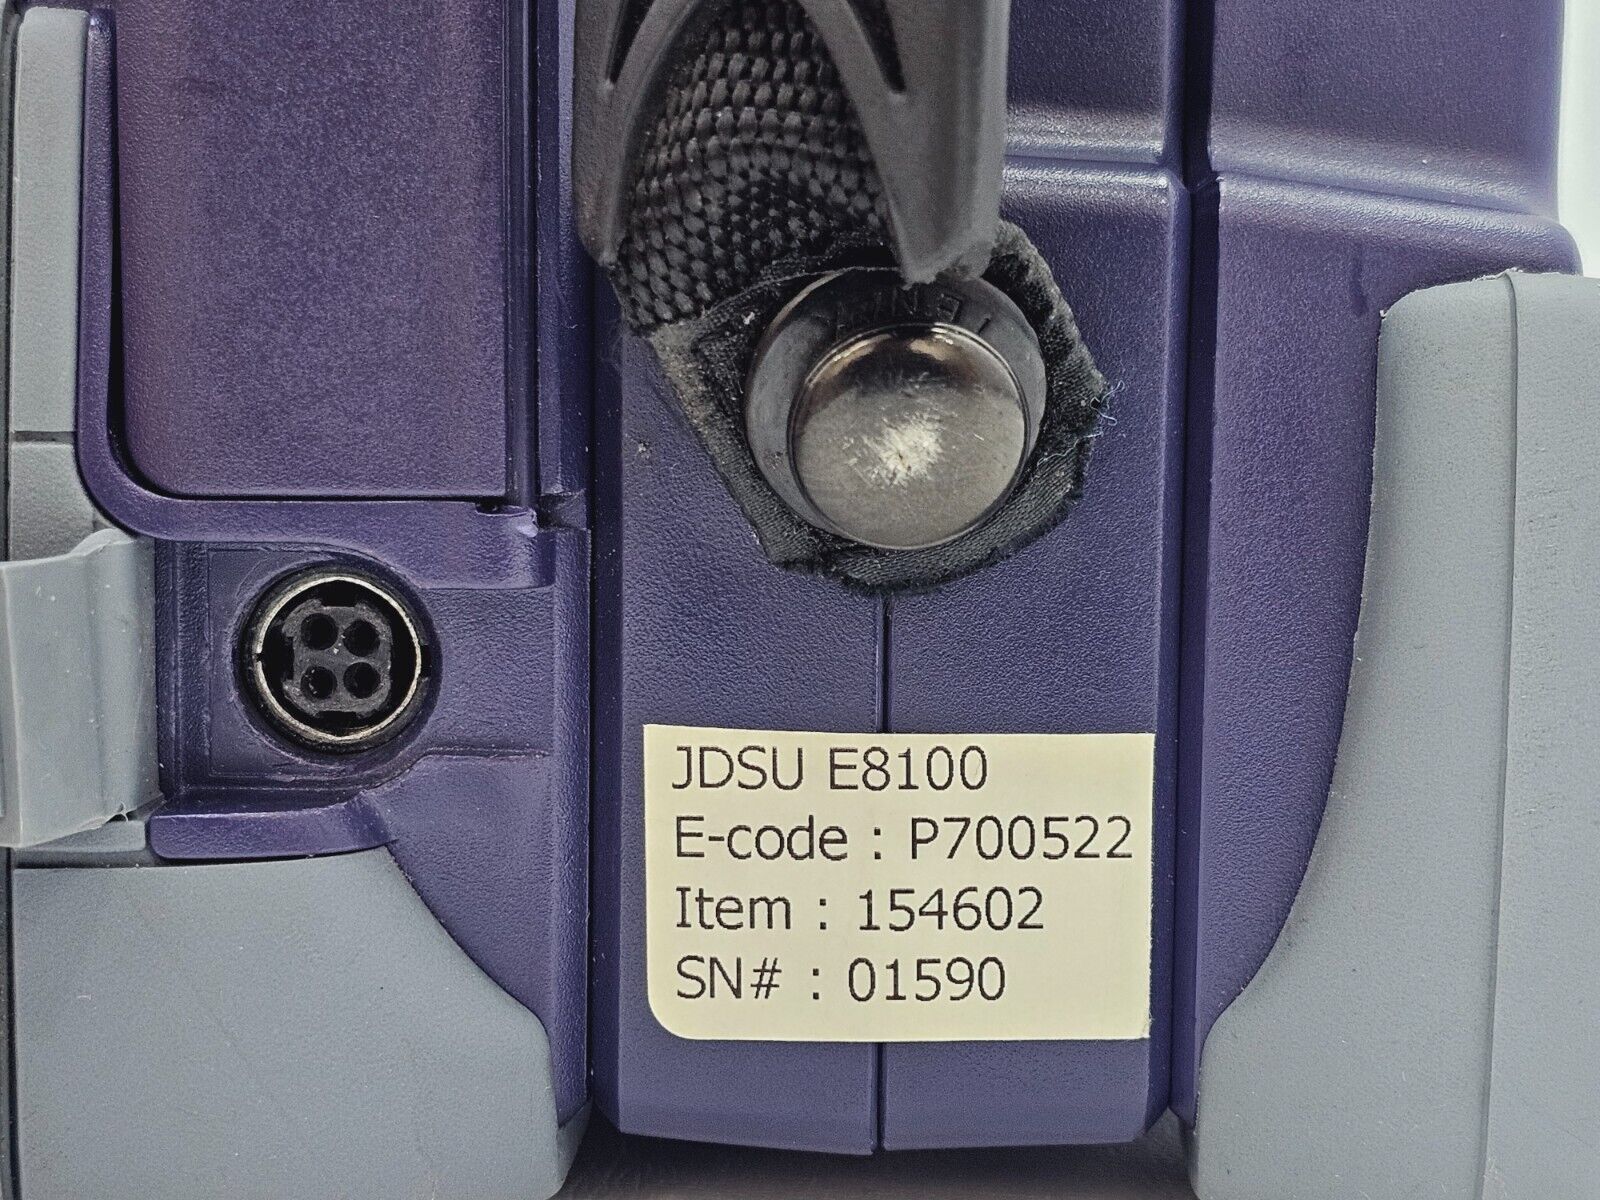 JDSU E8100
E-code : P700522
Item : 154602
SN# : 01590